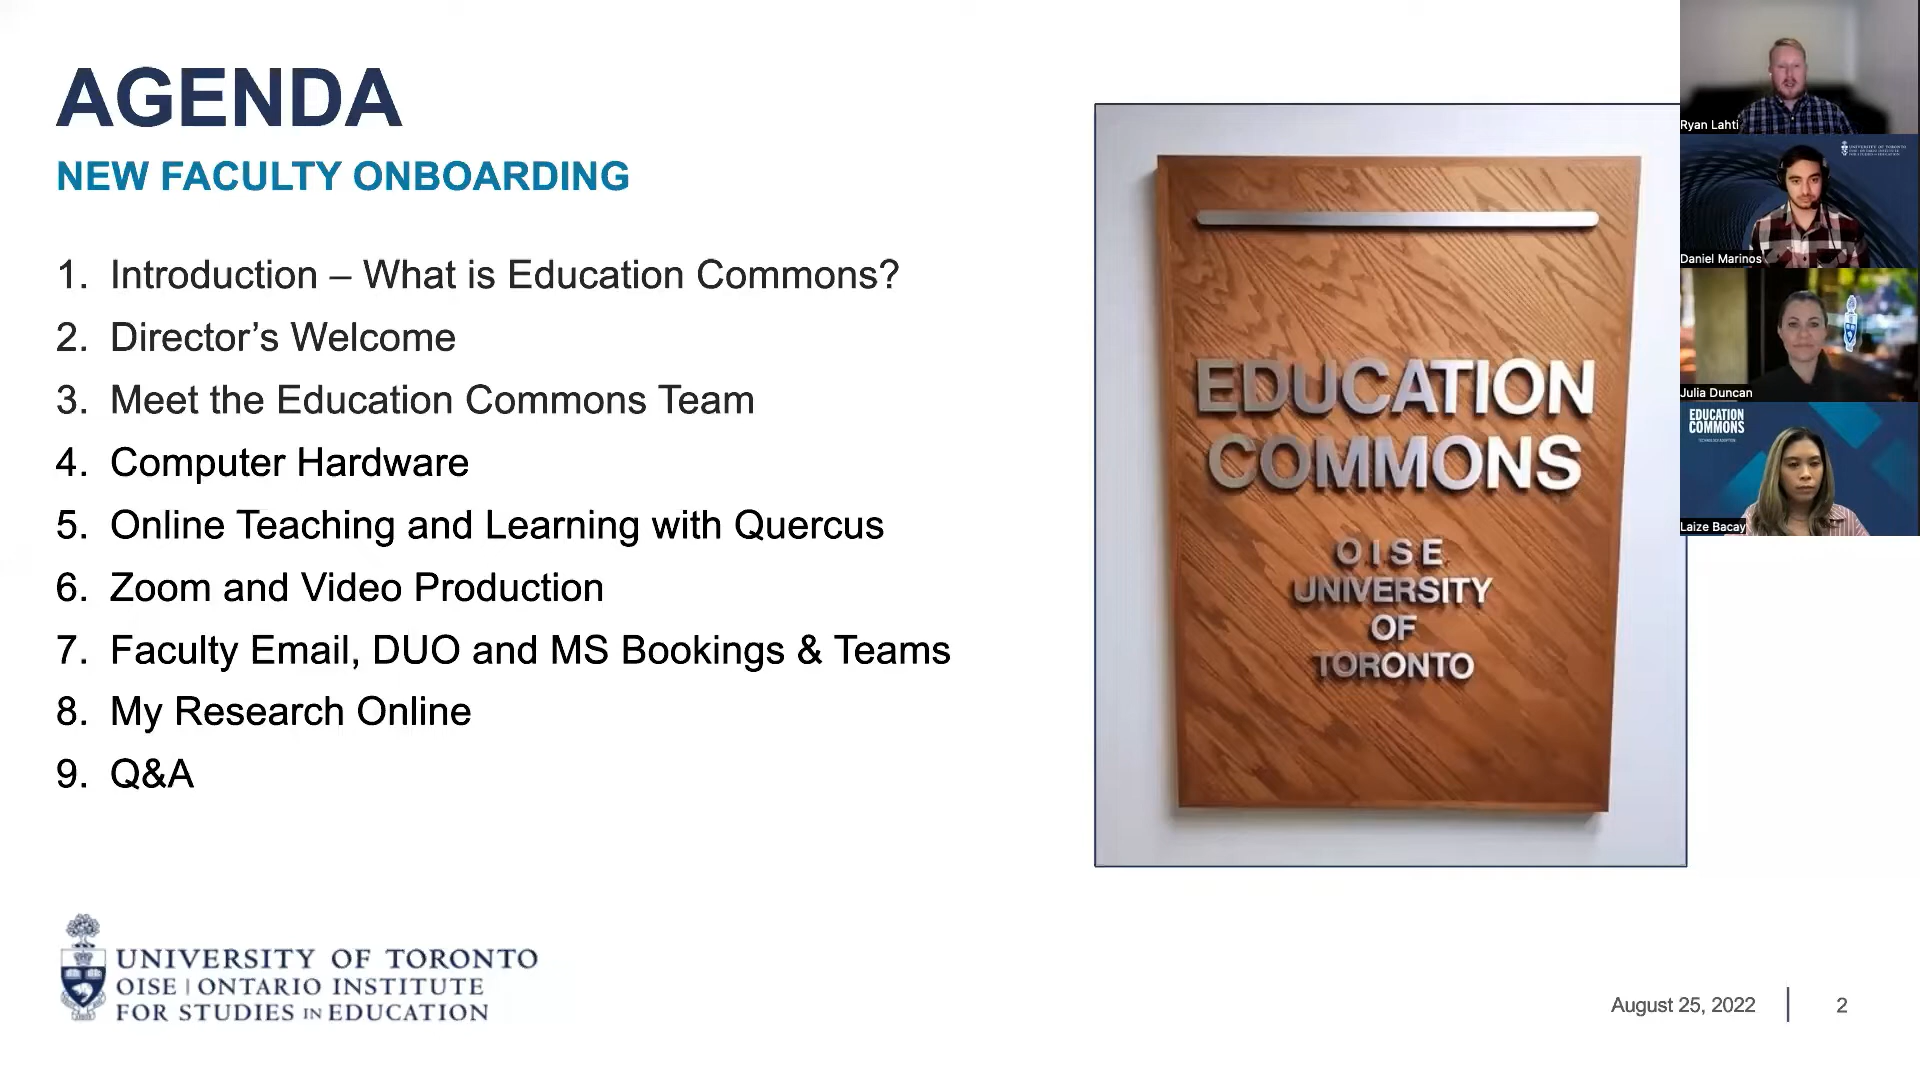 AGENDA
NEW FACULTY ONBOARDING
1. Introduction – What is Education Commons?
2. Director’s Welcome
3. Meet the Education Commons Team
4. Computer Hardware
5. Online Teaching and Learning with Quercus
6. Zoom and Video Production
7. Faculty Email, DUO and MS Bookings & Teams
8. My Research Online
9. Q&A
EDUCATION
COMMONS
OISE
UNIVERSITY
OF
TORONTO
Ryan Lahti
UNIVERSITY OF TORONTO
Daniel Marinos
Julia Duncan
EDUCATION
COMMONS
Laize Bacay
UNIVERSITY OF TORONTO
OISE | ONTARIO INSTITUTE
FOR STUDIES IN EDUCATION
August 25, 2022
2